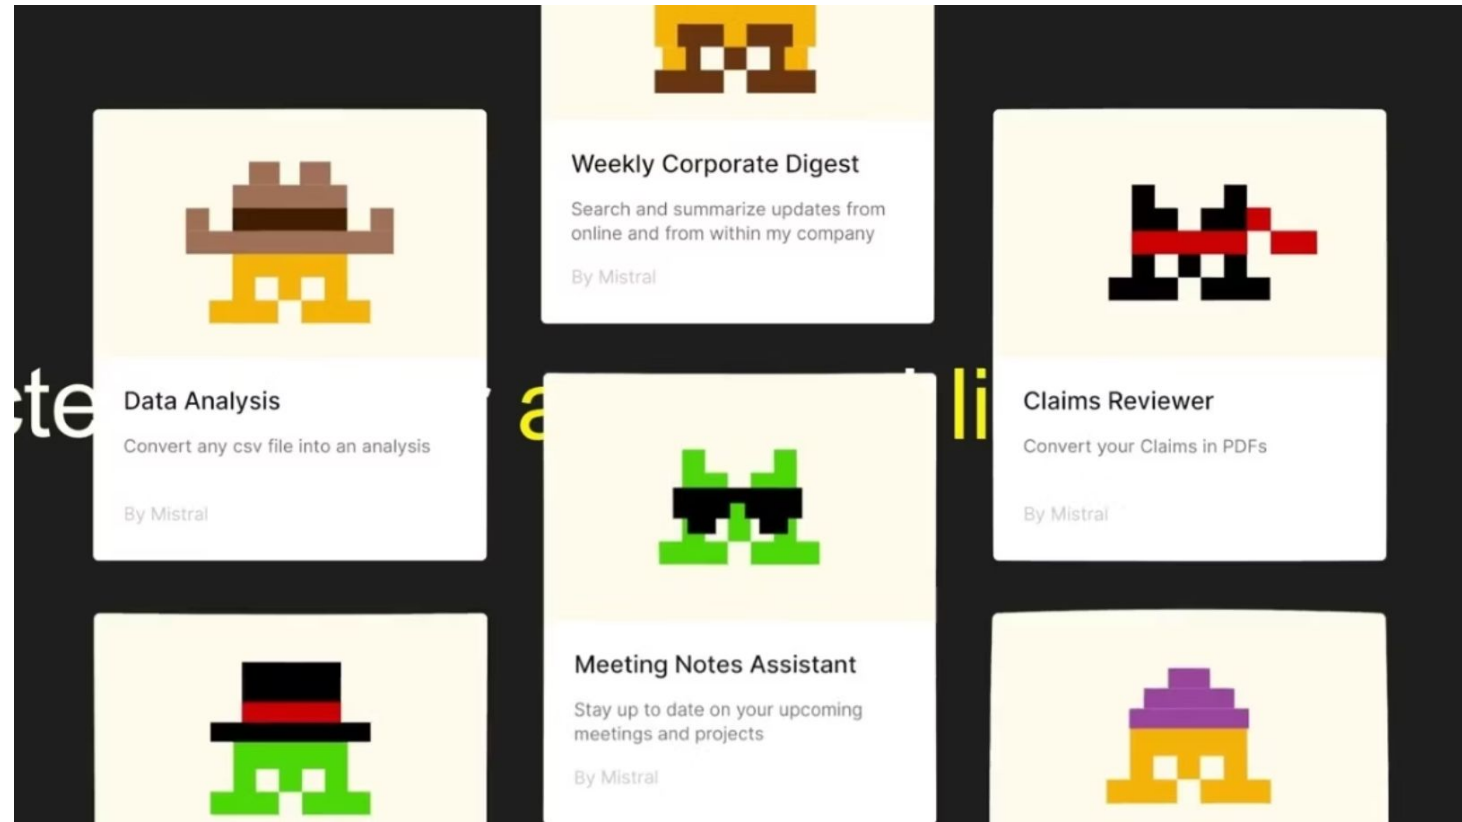 Weekly Corporate Digest
Search and summarize updates from
online and from within my company
By Mistral
Data Analysis
Convert any csv file into an analysis
By Mistral
Claims Reviewer
Convert your Claims in PDFs
By Mistral
Meeting Notes Assistant
Stay up to date on your upcoming
meetings and projects
By Mistral